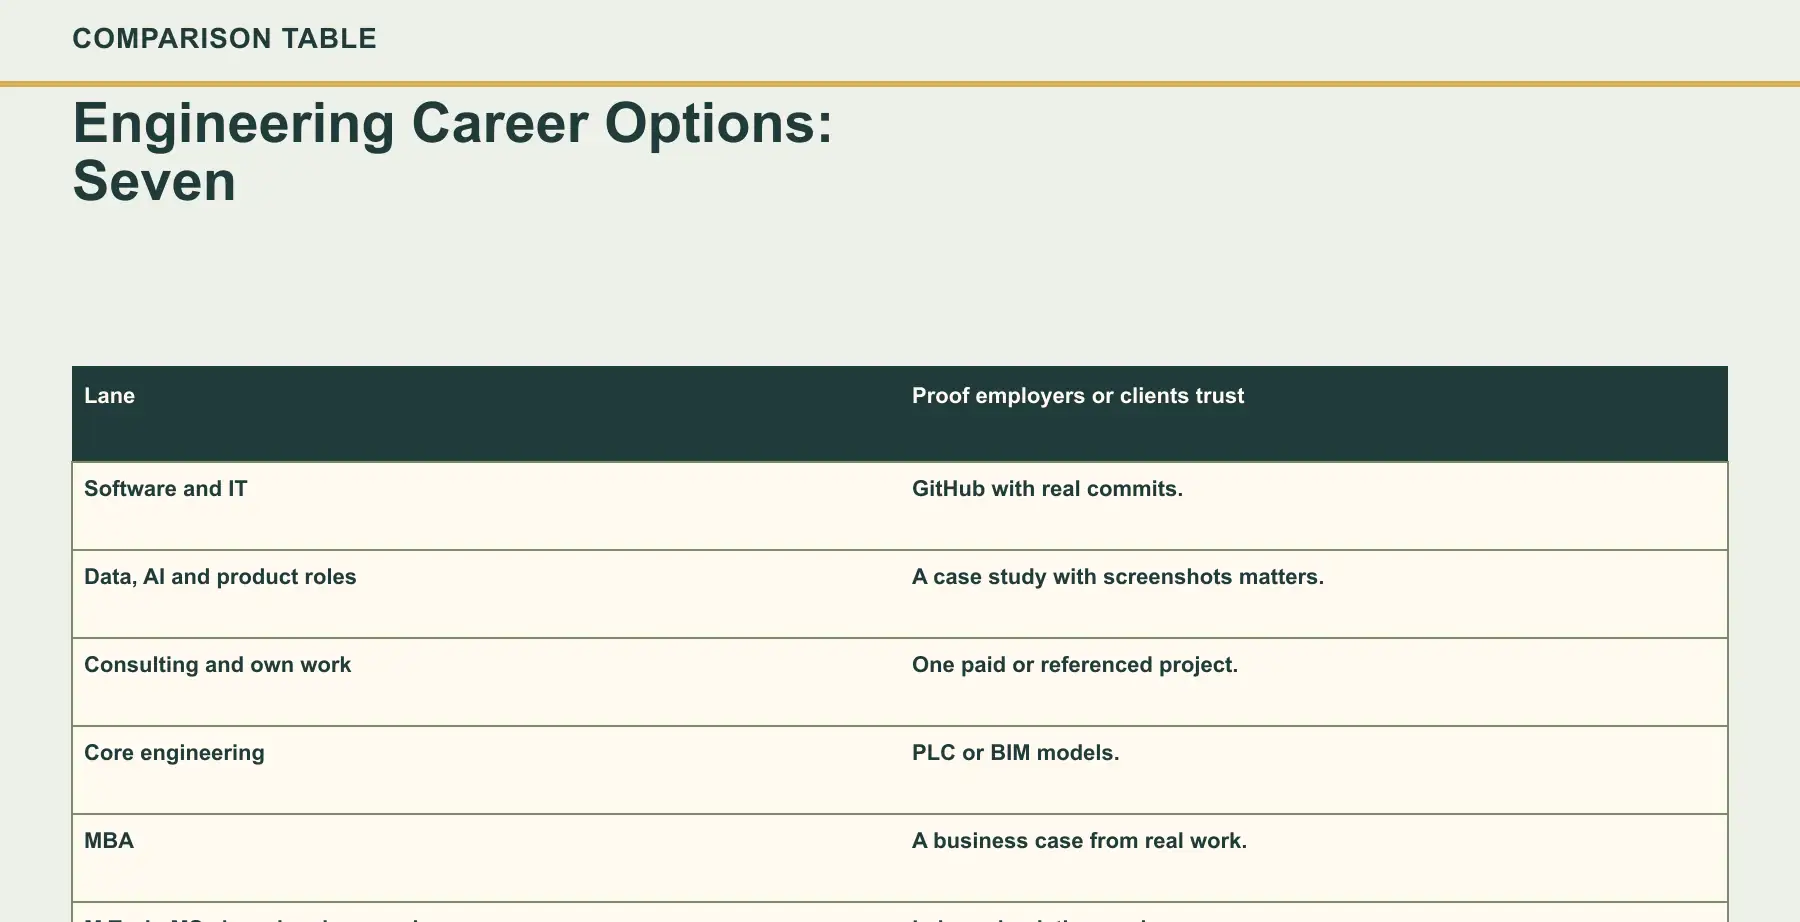 COMPARISON TABLE
Engineering Career Options:
Seven
Lane Proof employers or clients trust
Software and IT GitHub with real commits.
Data, AI and product roles A case study with screenshots matters.
Consulting and own work One paid or referenced project.
Core engineering PLC or BIM models.
MBA A business case from real work.